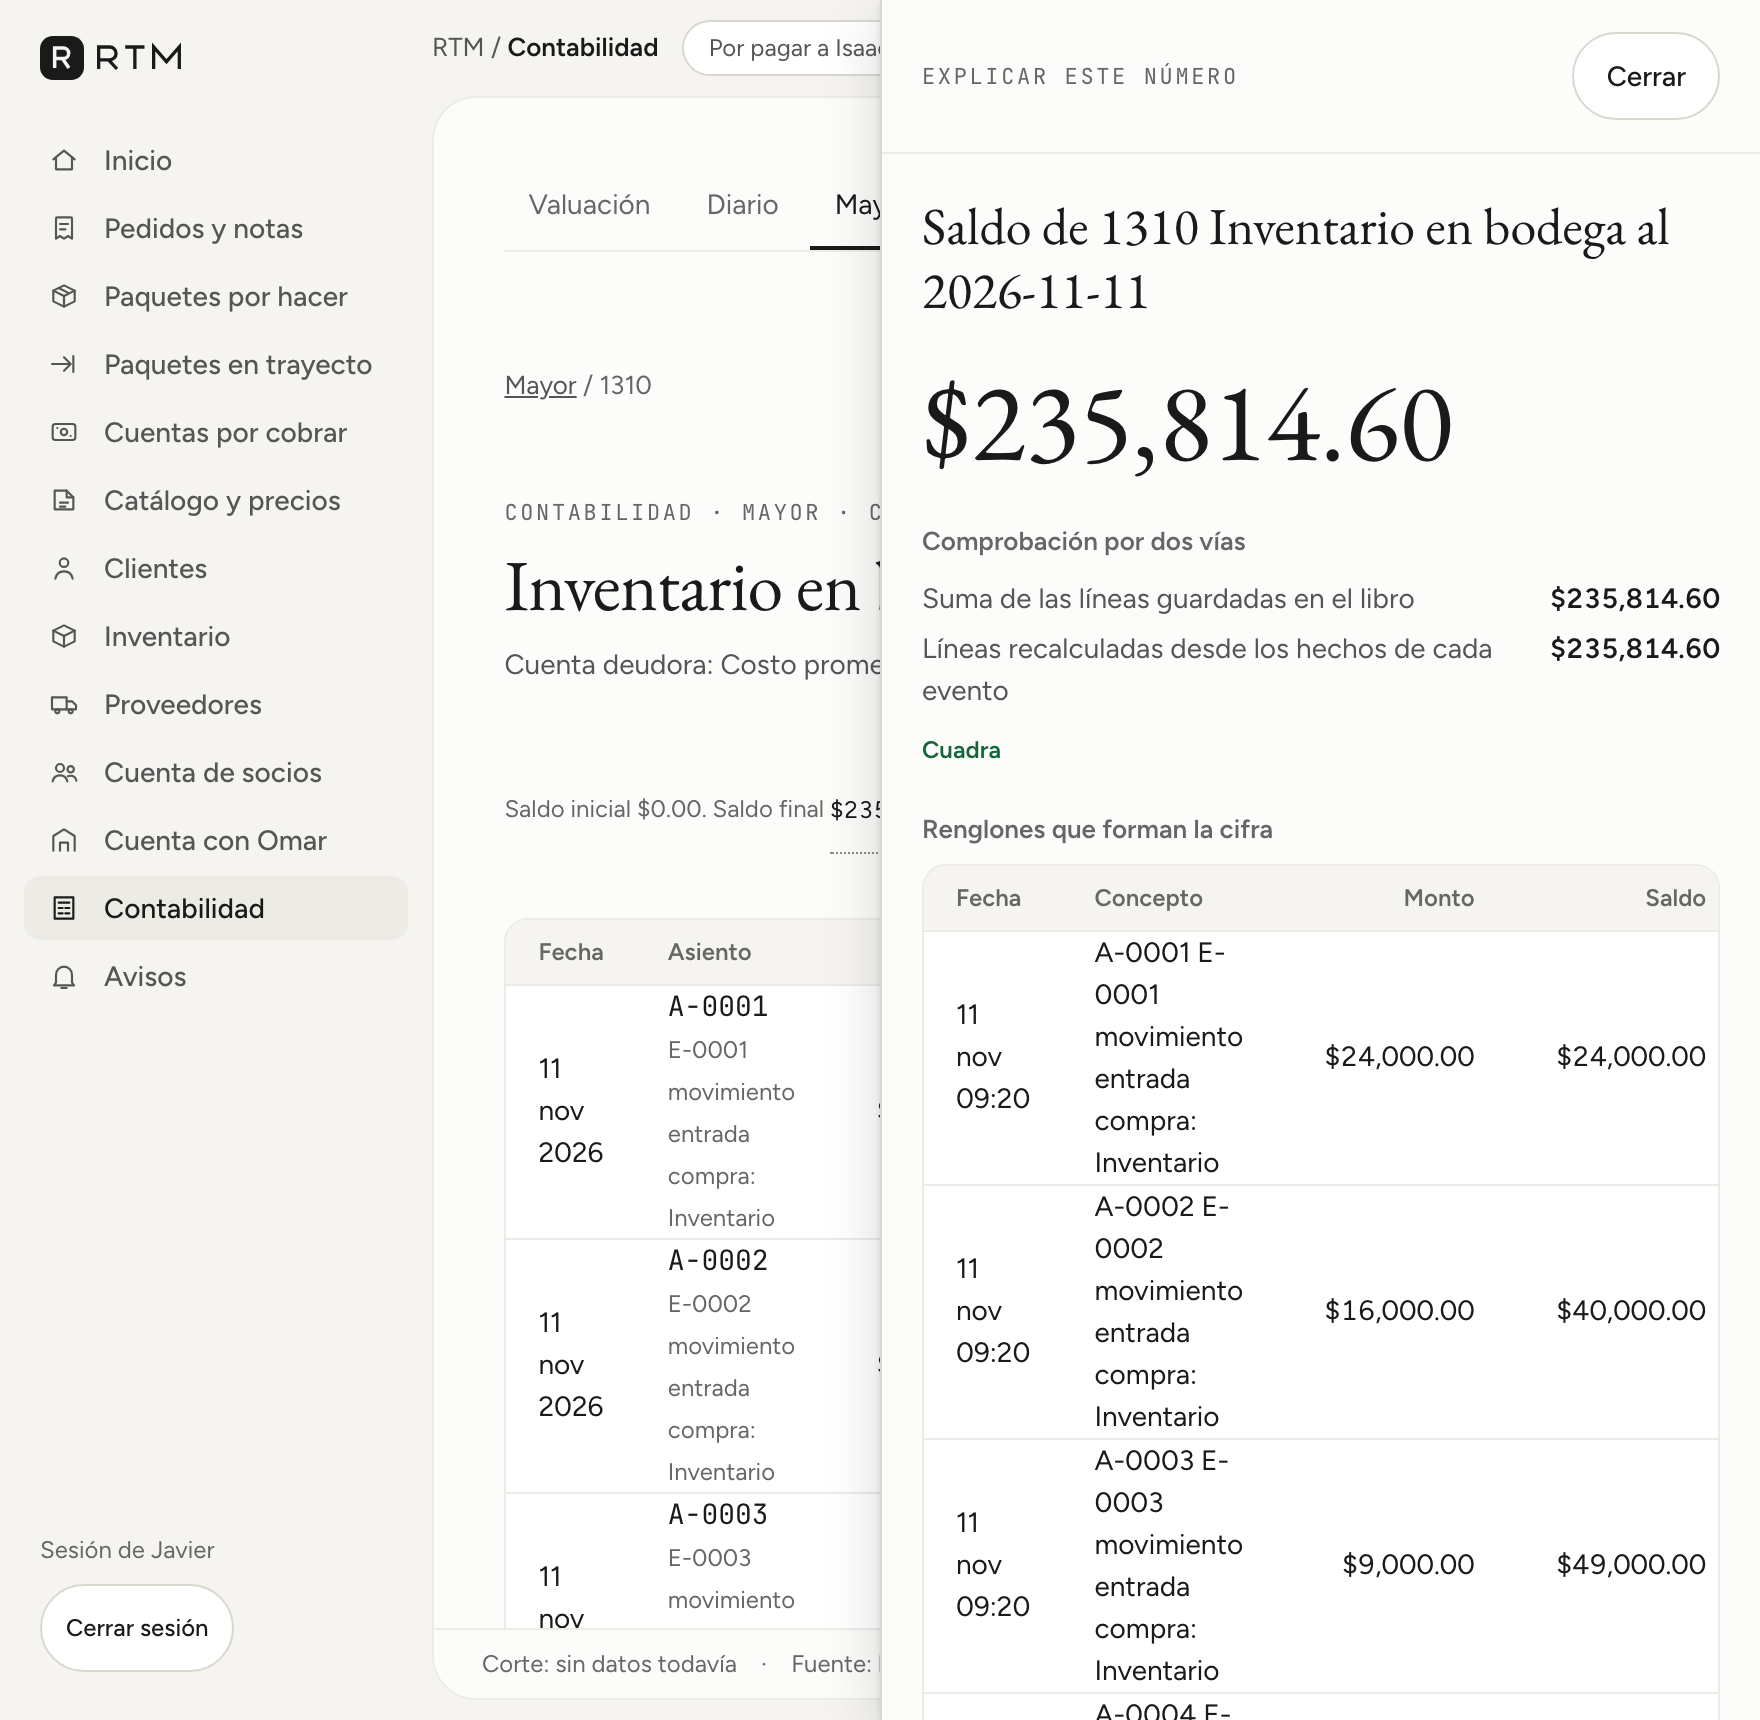 R RTM
Inicio
Pedidos y notas
Paquetes por hacer
Paquetes en trayecto
Cuentas por cobrar
Catálogo y precios
Clientes
Inventario
Proveedores
Cuenta de socios
Cuenta con Omar
Contabilidad
Avisos
Sesión de Javier
Cerrar sesión
RTM / Contabilidad
Por pagar a
Valuación Diario
Mayor / 1310
CONTABILIDAD · MAYOR ·
Inventario en
Cuenta deudora: Costo
Saldo inicial $0.00. Saldo final
Fecha Asiento
11
nov
2026
A-0001
E-0001
movimiento
entrada
compra:
Inventario
11
nov
2026
A-0002
E-0002
movimiento
entrada
compra:
Inventario
11
nov
A-0003
E-0003
movimiento
Corte: sin datos todavía · Fuente:
EXPLICAR ESTE NÚMERO
Cerrar
Saldo de 1310 Inventario en bodega al
2026-11-11
$235,814.60
Comprobación por dos vías
Suma de las líneas guardadas en el libro $235,814.60
Líneas recalculadas desde los hechos de cada $235,814.60
evento
Cuadra
Renglones que forman la cifra
Fecha Concepto Monto Saldo
11
nov
09:20
A-0001 E-
0001
movimiento
entrada
compra:
Inventario
$24,000.00 $24,000.00
11
nov
09:20
A-0002 E-
0002
movimiento
entrada
compra:
Inventario
$16,000.00 $40,000.00
11
nov
09:20
A-0003 E-
0003
movimiento
entrada
compra:
Inventario
$9,000.00 $49,000.00
A-0004 E-